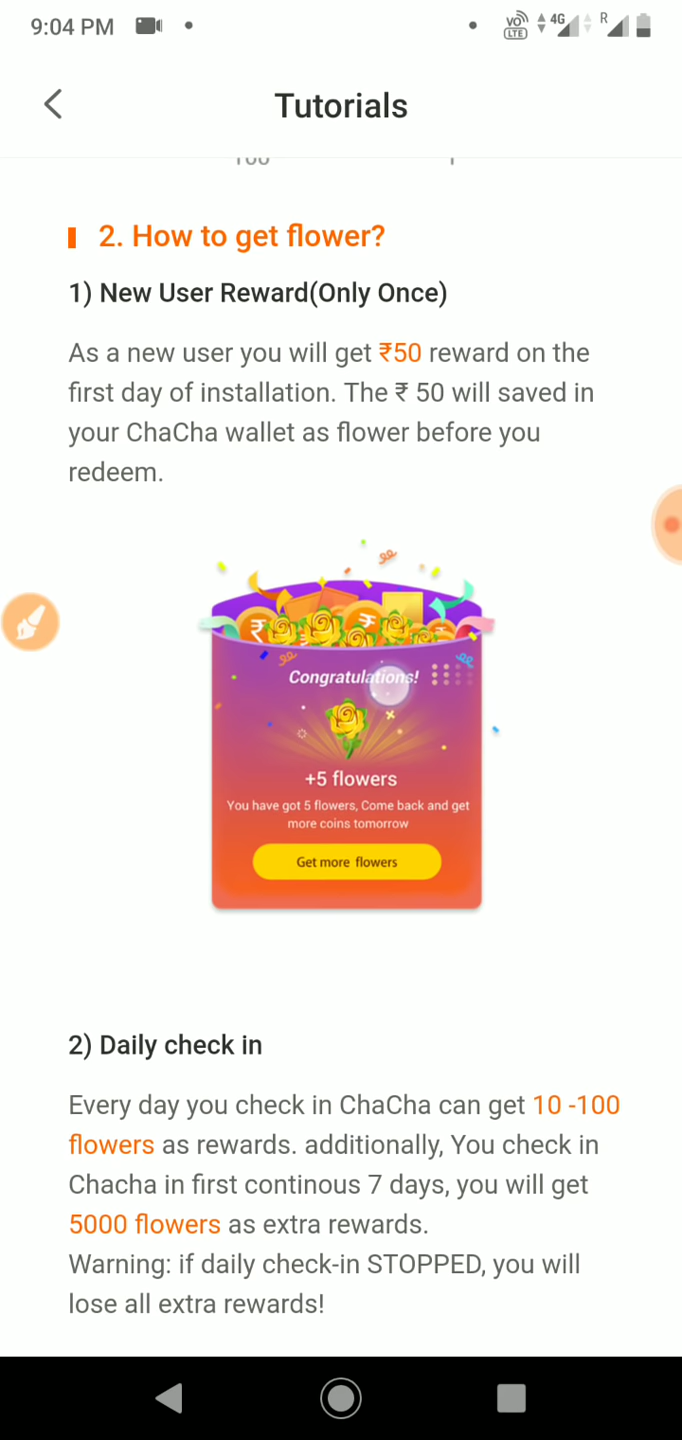 9:04 PM
VO LTE 4G R
Tutorials
2. How to get flower?
1) New User Reward(Only Once)
As a new user you will get ₹50 reward on the
first day of installation. The ₹ 50 will saved in
your ChaCha wallet as flower before you
redeem.
Congratulations!
+5 flowers
You have got 5 flowers, Come back and get
more coins tomorrow
Get more flowers
2) Daily check in
Every day you check in ChaCha can get 10 -100
flowers as rewards. additionally, You check in
Chacha in first continous 7 days, you will get
5000 flowers as extra rewards.
Warning: if daily check-in STOPPED, you will
lose all extra rewards!